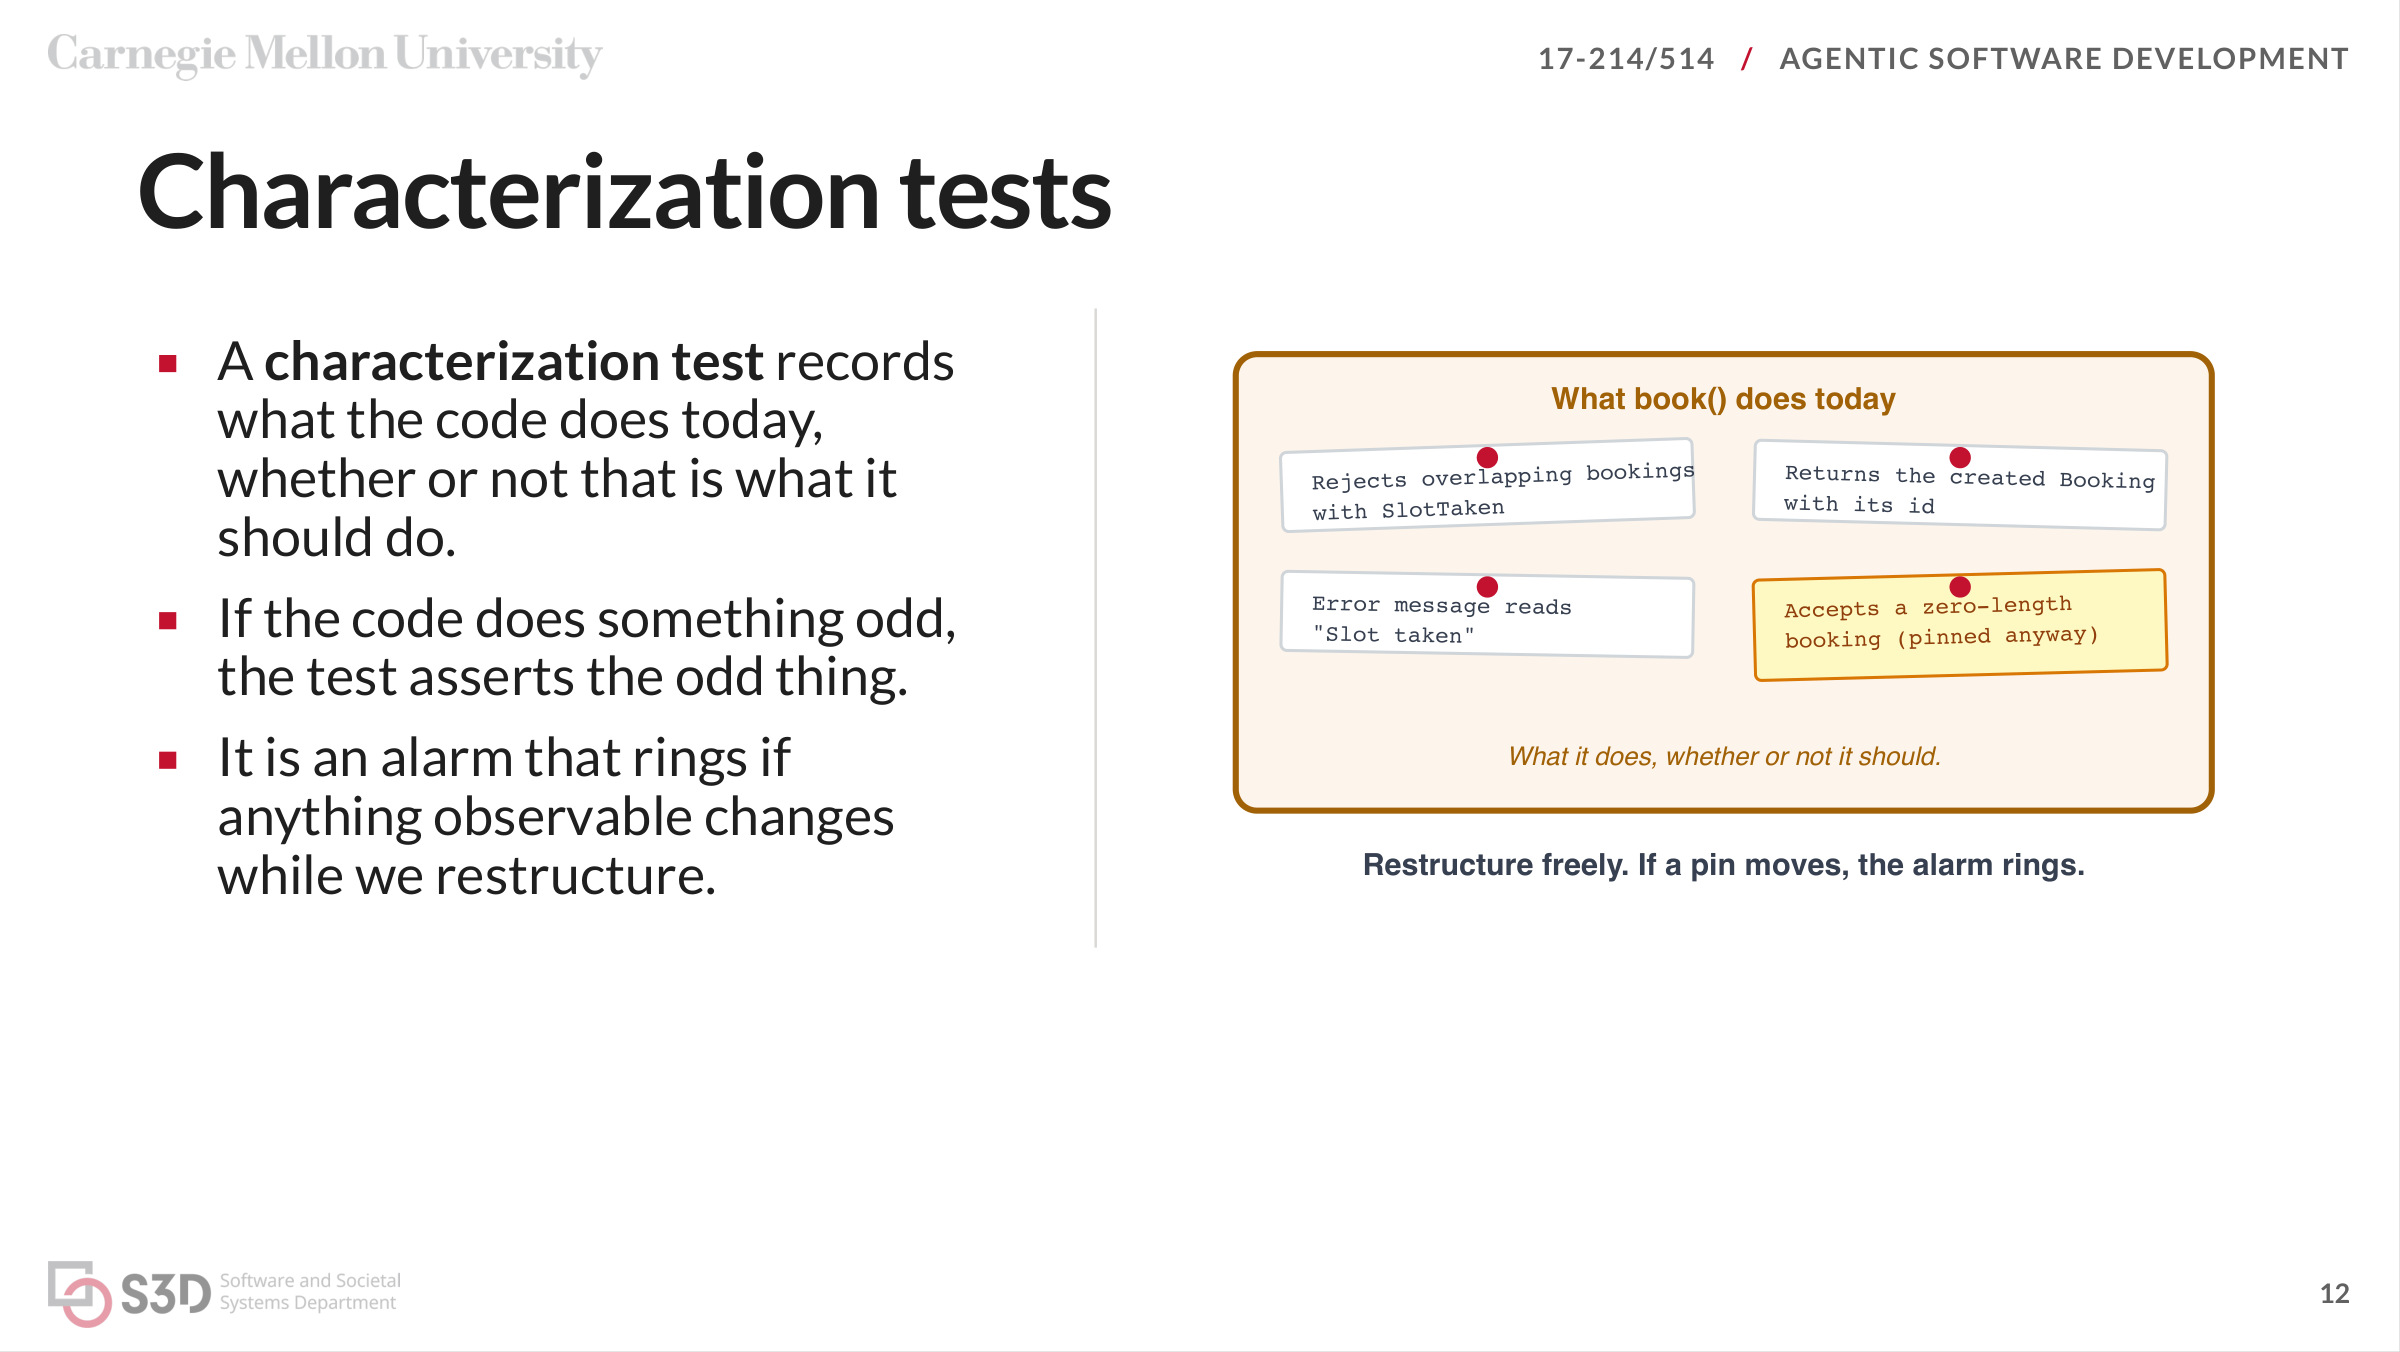 Carnegie Mellon University
17-214/514 / AGENTIC SOFTWARE DEVELOPMENT
Characterization tests
A characterization test records
what the code does today,
whether or not that is what it
should do.
If the code does something odd,
the test asserts the odd thing.
It is an alarm that rings if
anything observable changes
while we restructure.
What book() does today
Rejects overlapping bookings
with SlotTaken
Returns the created Booking
with its id
Error message reads
"Slot taken"
Accepts a zero-length
booking (pinned anyway)
What it does, whether or not it should.
Restructure freely. If a pin moves, the alarm rings.
S3D Software and Societal
Systems Department
12